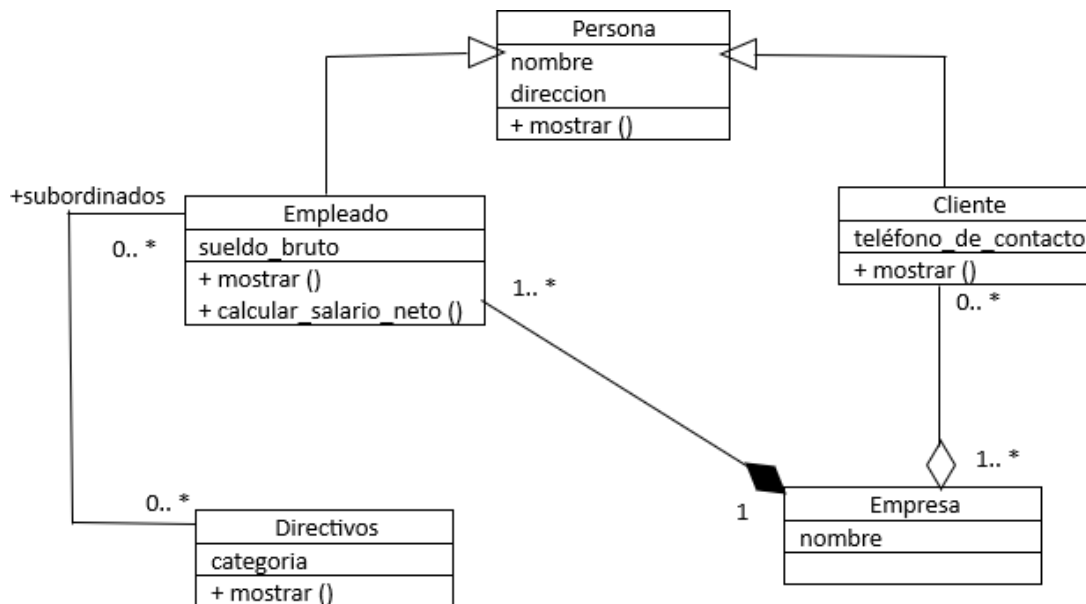 Persona
nombre
direccion
+ mostrar ()
+subordinados
0.. *
Empleado
sueldo_bruto
+ mostrar ()
+ calcular_salario_neto ()
1.. *
Cliente
teléfono_de_contacto
+ mostrar ()
0.. *
1.. *
1
Empresa
nombre
0.. *
Directivos
categoria
+ mostrar ()